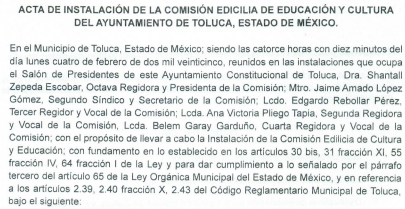 ACTA DE INSTALACIÓN DE LA COMISIÓN EDILICIA DE EDUCACIÓN Y CULTURA
DEL AYUNTAMIENTO DE TOLUCA, ESTADO DE MÉXICO.
En el Municipio de Toluca, Estado de México; siendo las catorce horas con diez minutos del
día lunes cuatro de febrero de dos mil veinticinco, reunidos en las instalaciones que ocupa
el Salón de Presidentes de este Ayuntamiento Constitucional de Toluca, Dra. Shantall
Zepeda Escobar, Octava Regidora y Presidenta de la Comisión; Mtro. Jaime Amado López
Gómez, Segundo Síndico y Secretario de la Comisión; Lcdo. Edgardo Rebollar Pérez,
Tercer Regidor y Vocal de la Comisión; Lcda. Ana Victoria Pliego Tapia, Segunda Regidora
y Vocal de la Comisión, Lcda. Belem Garay Garduño, Cuarta Regidora y Vocal de la
Comisión; con el propósito de llevar a cabo la Instalación de la Comisión Edilicia de Cultura
y Educación; con fundamento en lo establecido en los artículos 30 bis, 31 fracción XI, 55
fracción IV, 64 fracción I de la Ley y para dar cumplimiento a lo señalado por el párrafo
tercero del artículo 65 de la Ley Orgánica Municipal del Estado de México, y en referencia
a los artículos 2.39, 2.40 fracción X, 2.43 del Código Reglamentario Municipal de Toluca,
bajo el siguiente: